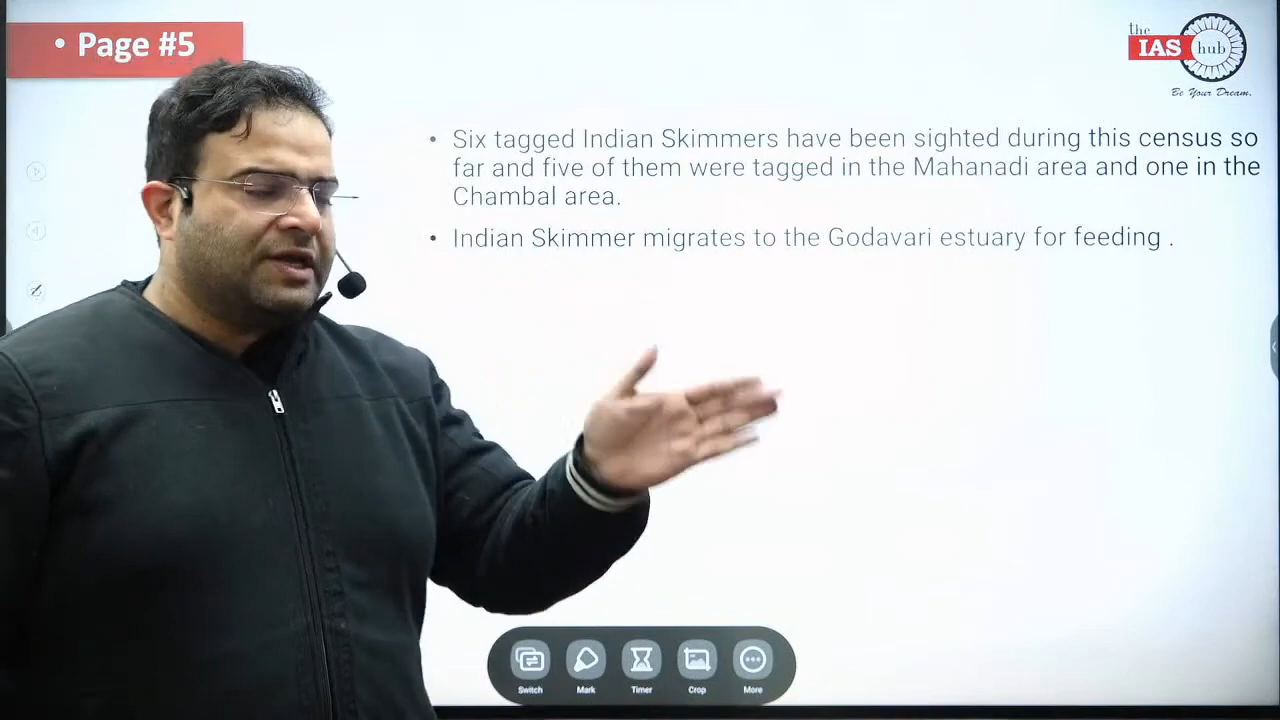 • Page #5
the
IAS hub
Be Your Dream.
• Six tagged Indian Skimmers have been sighted during this census so
far and five of them were tagged in the Mahanadi area and one in the
Chambal area.
• Indian Skimmer migrates to the Godavari estuary for feeding .
Switch Mark Timer Crop More